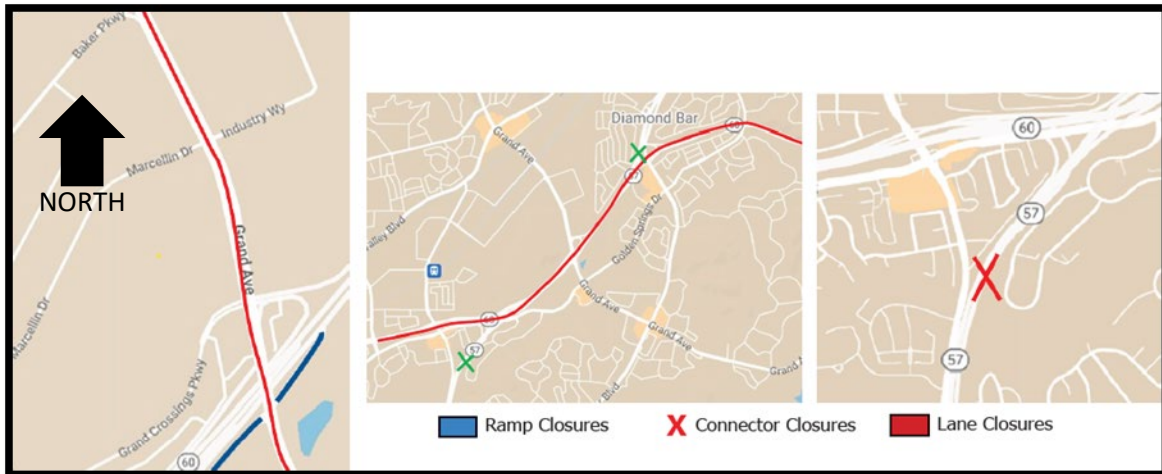 Baker Pkwy
NORTH
Marcellin Dr
Industry Wy
Grand Ave
Marcellin Dr
Grand Crossings Pkwy
60
Diamond Bar
60
Grand Ave
57
Valley Blvd
Golden Springs Dr
60
Grand Ave
Grand Ave
57
Grand A
Blvd
60
57
57
Ramp Closures
X Connector Closures
Lane Closures